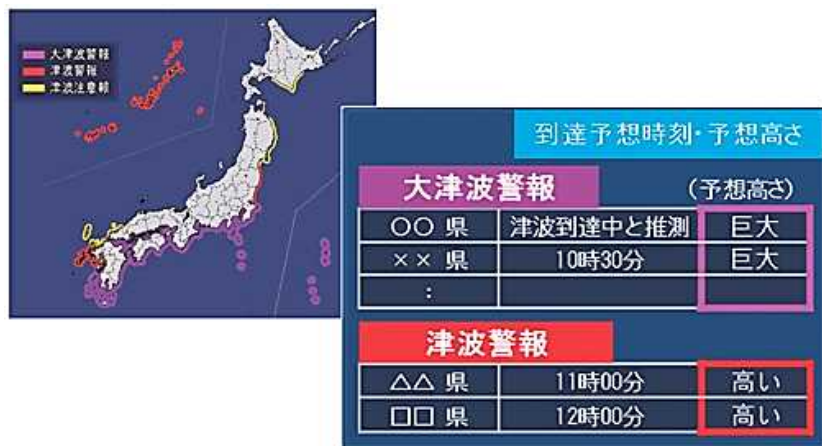 大津波警報
津波警報
津波注意報
到達予想時刻・予想高さ
大津波警報 (予想高さ)
〇〇 県 津波到達中と推測 巨大
×× 県 10時30分 巨大
:
津波警報
△△ 県 11時00分 高い
□□ 県 12時00分 高い